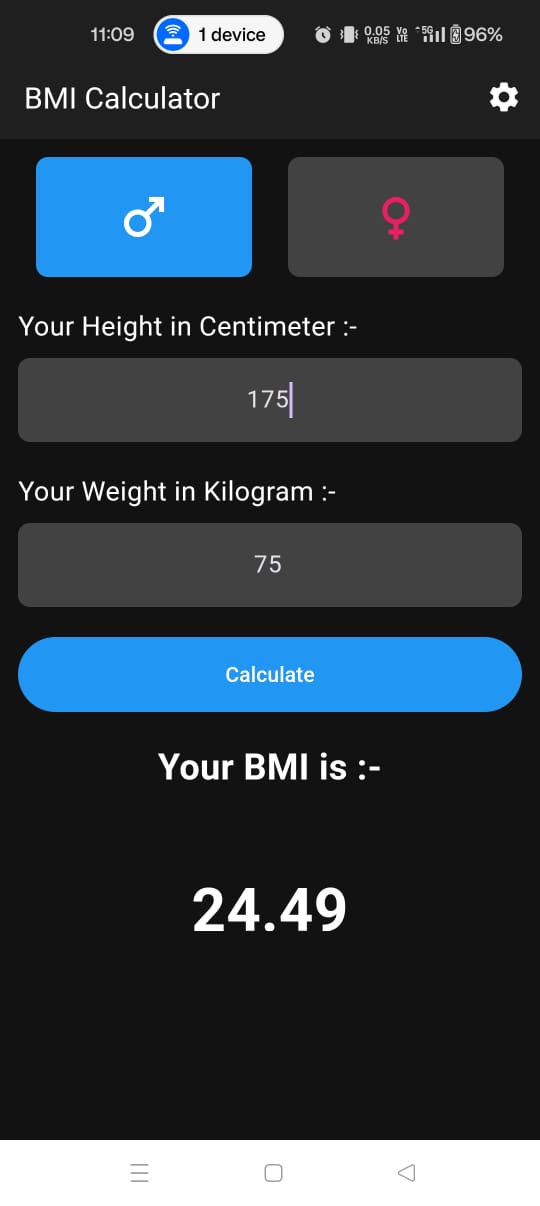 11:09 1 device 0.05 KB/S Vo LTE 5G 96%
BMI Calculator
Your Height in Centimeter :-
175
Your Weight in Kilogram :-
75
Calculate
Your BMI is :-
24.49